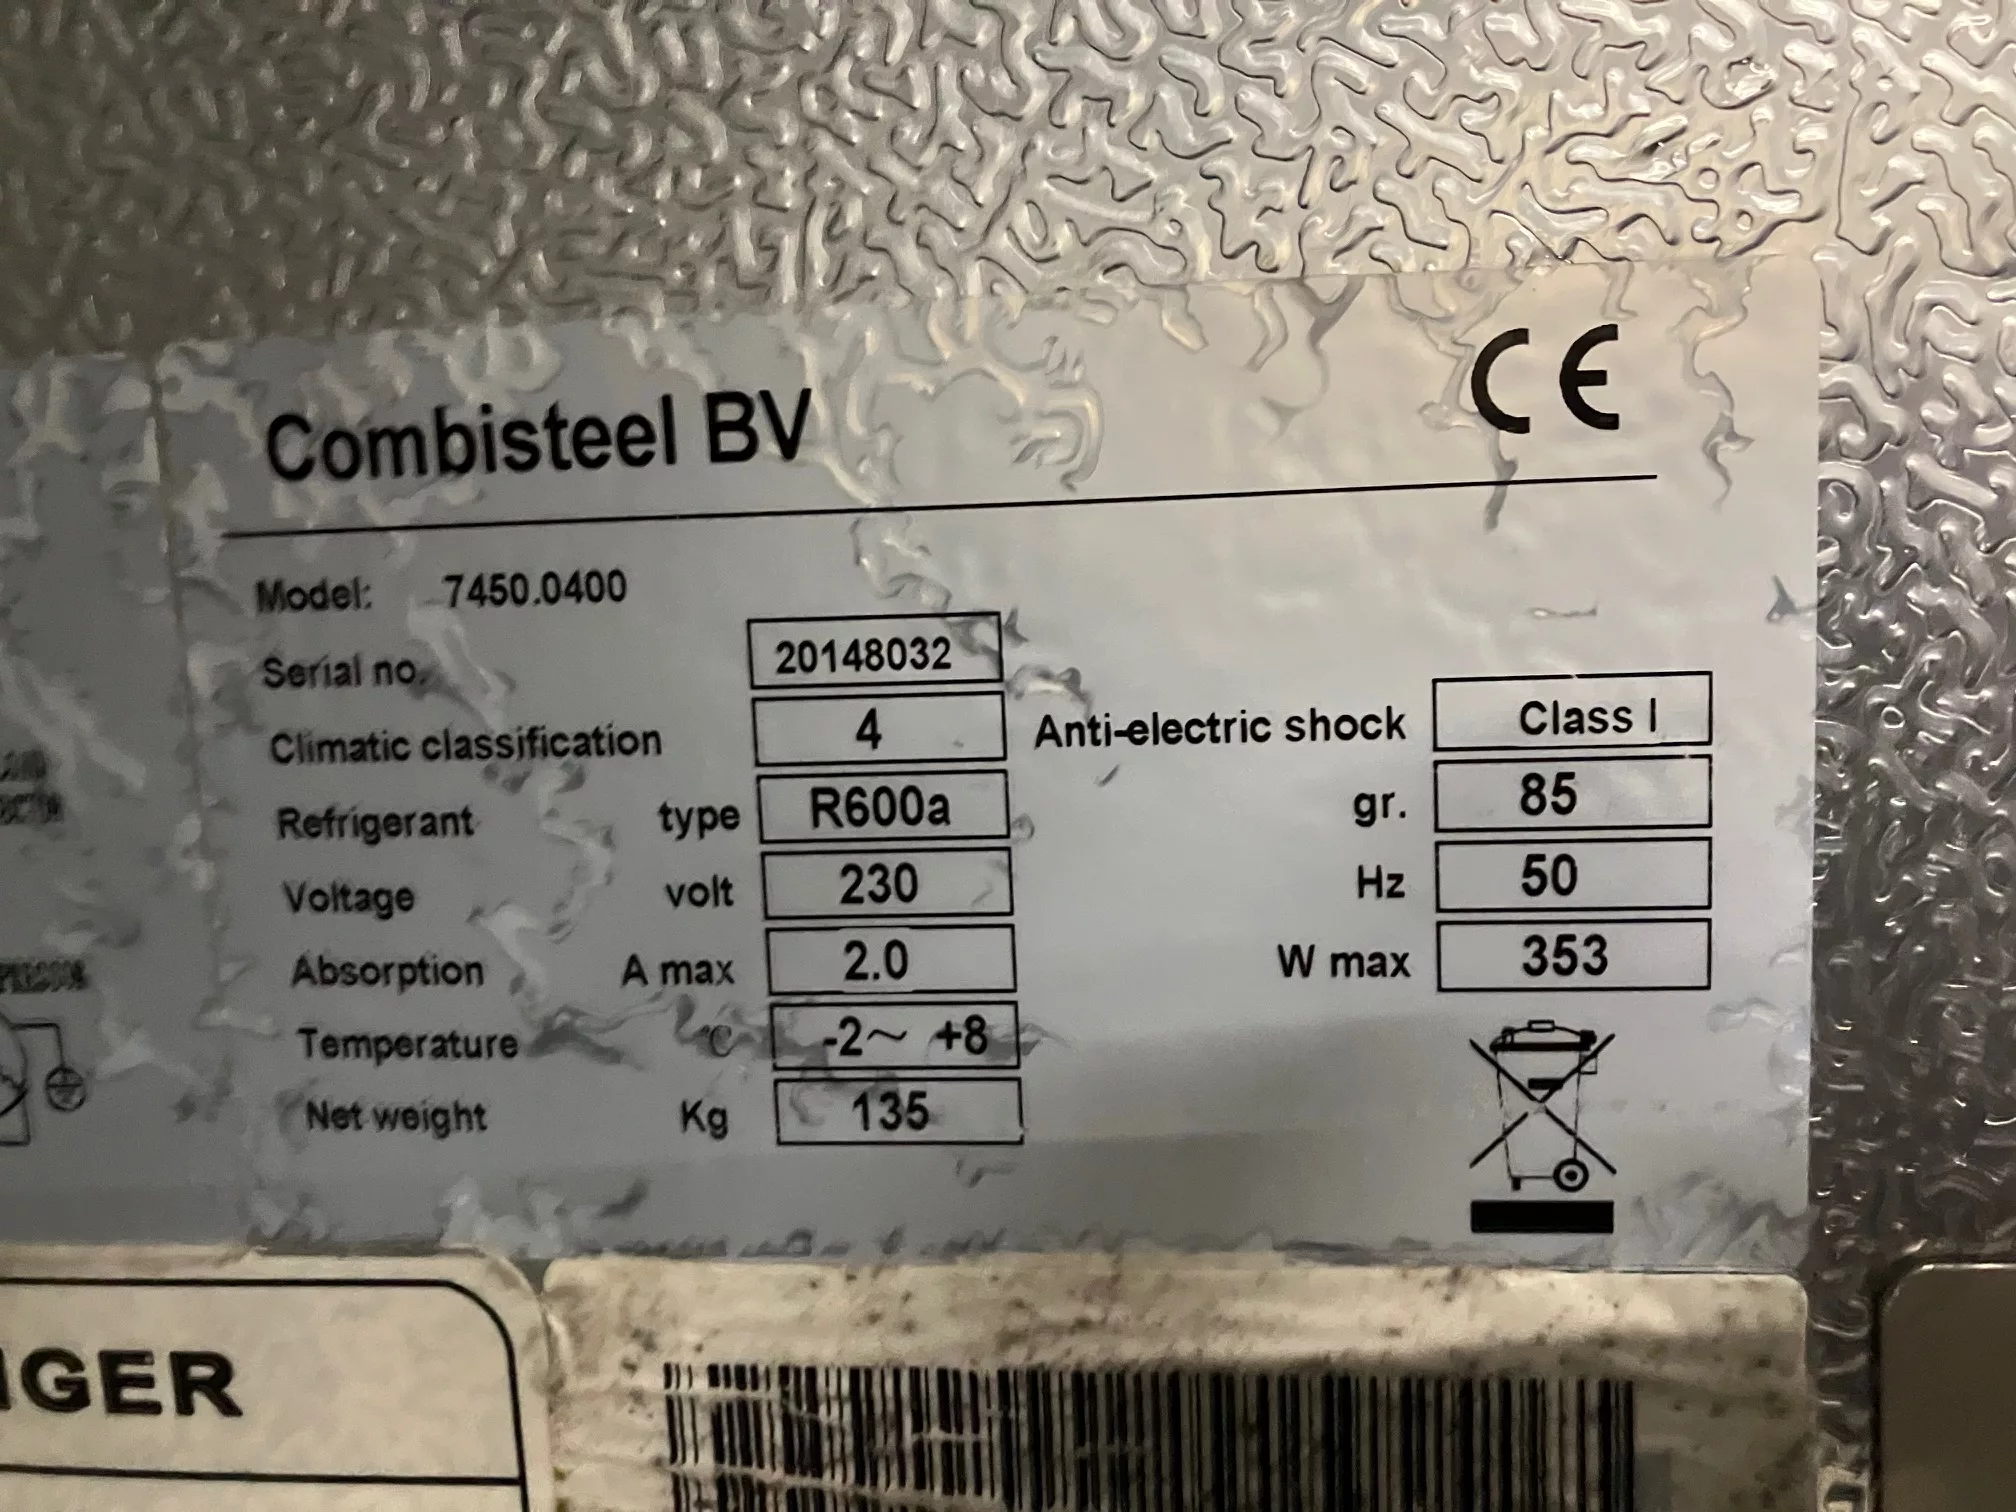 Combisteel BV
CE
Model: 7450.0400
Serial no. 20148032
Climatic classification 4 Anti-electric shock Class I
Refrigerant type R600a gr. 85
Voltage volt 230 Hz 50
Absorption A max 2.0 W max 353
Temperature °C -2～ +8
Net weight Kg 135
NGER